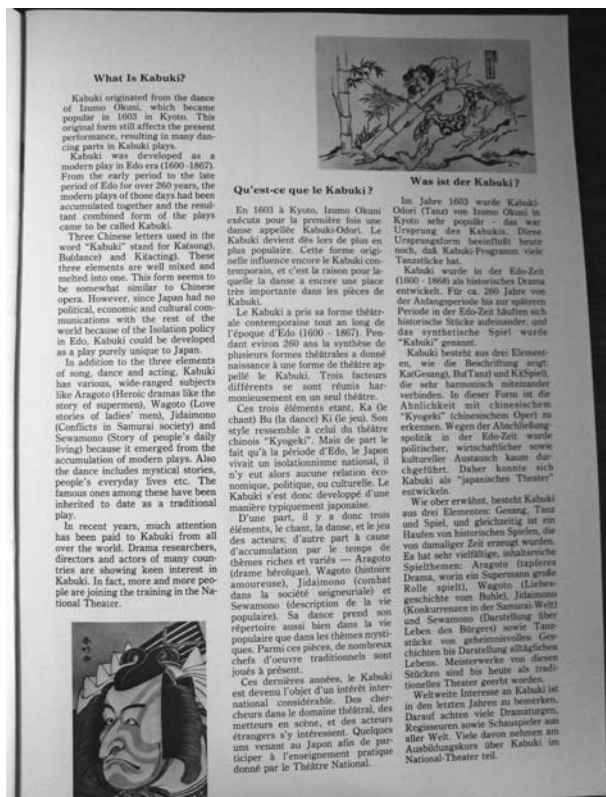 What Is Kabuki?
Kabuki originated from the dance
of Izumo Okuni, which became
popular in 1603 in Kyoto. This
original form still affects the present
performance, resulting in many dan-
cing parts in Kabuki plays.
Kabuki was developed as a
modern play in Edo era (1600 -1867).
From the early period to the late
period of Edo for over 260 years, the
modern plays of those days had been
accumulated together and the resul-
tant combined form of the plays
came to be called Kabuki.
Three Chinese letters used in the
word "Kabuki" stand for Ka(song),
Bu(dance) and Ki(acting). These
three elements are well mixed and
melted into one. This form seems to
be somewhat similar to Chinese
opera. However, since Japan had no
political, economic and cultural com-
munications with the rest of the
world because of the Isolation policy
in Edo, Kabuki could be developed
as a play purely unique to Japan.
In addition to the three elements
of song, dance and acting, Kabuki
has various, wide-ranged subjects
like Aragoto (Heroic dramas like the
story of supermen), Wagoto (Love
stories of ladies' men), Jidaimono
(Conflicts in Samurai society) and
Sewamono (Story of people's daily
living) because it emerged from the
accumulation of modern plays. Also
the dance includes mystical stories,
people's everyday lives etc. The
famous ones among these have been
inherited to date as a traditional
play.
In recent years, much attention
has been paid to Kabuki from all
over the world. Drama researchers,
directors and actors of many coun-
tries are showing keen interest in
Kabuki. In fact, more and more peo-
ple are joining the training in the Na-
tional Theater.
Qu'est-ce que le Kabuki?
En 1603 à Kyoto, Izumo Okuni
exécuta pour la première fois une
danse appellée Kabuki-Odori. Le
Kabuki devient dès lors de plus en
plus populaire. Cette forme origi-
nelle influence encore le Kabuki con-
temporain, et c'est la raison pour la-
quelle la danse a encore une place
très importante dans les pièces de
Kabuki.
Le Kabuki a pris sa forme théâtr-
ale contemporaine tout an long de
l'époque d'Edo (1600 - 1867). Pen-
dant eviron 260 ans la synthèse de
plusieurs formes théâtrales a donné
naissance à une forme de théâtre ap-
pellé le Kabuki. Trois facteurs
différents se sont réunis har-
monieusement en un seul théâtre.
Ces trois éléments etant, Ka (le
chant) Bu (la dance) Ki (le jeu). Son
style ressemble à celui du théâtre
chinois "Kyogeki". Mais de part le
fait qu'à la période d'Edo, le Japon
vivait un isolationnisme national, il
n'y eut alors aucune relation éco-
nomique, politique, ou culturelle. Le
Kabuki s'est donc developpé d'une
manière typiquement japonaise.
D'une part, il y a donc trois
éléments, le chant, la danse, et le jeu
des acteurs; d'autre part à cause
d'accumulation par le temps de
thèmes riches et variés — Aragoto
(drame héroïque), Wagoto (histoire
amoureuse), Jidaimono (combat
dans la société seigneuriale) et
Sewamono (description de la vie
populaire). Sa dance prend son
répertoire aussi bien dans la vie
populaire que dans les thèmes mysti-
ques. Parmi ces pièces, de nombreux
chefs d'oeuvre traditionnels sont
joués à présent.
Ces dernières années, le Kabuki
est devenu l'objet d'un intérêt inter-
national considérable. Des cher-
cheurs dans le domaine théâtral, des
metteurs en scène, et des acteurs
étrangers s'y intéressent. Quelques
uns venant au Japon afin de par-
ticiper à l'enseignement pratique
donné par le Théâtre National.
Was ist der Kabuki?
Im Jahre 1603 wurde Kabuki-
Odori (Tanz) von Izumo Okuni in
Kyoto sehr populär - das war
Ursprung des Kabukis. Diese
Ursprungsform beeinflußt heute
noch, daß Kabuki-Programm viele
Tanzstücke hat.
Kabuki wurde in der Edo-Zeit
(1600 - 1868) als historisches Drama
entwickelt. Für ca. 260 Jahre von
der Anfangsperiode bis zur späteren
Periode in der Edo-Zeit häuften sich
historische Stücke aufeinander, und
das synthetische Spiel wurde
"Kabuki" genannt.
Kabuki besteht aus drei Element-
en, wie die Beschriftung zeigt:
Ka(Gesang), Bu(Tanz) und Ki(Spiel),
die sehr harmonisch miteinander
verbinden. In dieser Form ist die
Ähnlichkeit mit chinesischem
"Kyogeki" (chinesischem Oper) zu
erkennen. Wegen der Abschließung-
spolitik in der Edo-Zeit wurde
politischer, wirtschaftlicher sowie
kultureller Austausch kaum dur-
chgeführt. Daher konnte sich
Kabuki als "japanisches Theater"
entwickeln.
Wie ober erwähnt, besteht Kabuki
aus drei Elementen: Gesang, Tanz
und Spiel, und gleichzeitig ist ein
Haufen von historischen Spielen, die
von damaliger Zeit erzeugt wurden.
Es hat sehr vielfältige, inhaltsreiche
Spielthemen: Aragoto (tapferes
Drama, worin ein Supermann große
Rolle spielt), Wagoto (Liebes-
geschichte vom Buhle), Jidaimono
(Konkurrenzen in der Samurai-Welt)
und Sewamono (Darstellung über
Leben des Bürgers) sowie Tanz-
stücke von geheimnisvollen Ges-
chichten bis Darstellung alltäglichen
Lebens. Meisterwerke von diesen
Stücken sind bis heute als tradi-
tionelles Theater geerbt worden.
Weltweite Interesse an Kabuki ist
in den letzten Jahren zu bemerken.
Darauf achten viele Dramaturgen,
Regisseuren sowie Schauspieler aus
aller Welt. Viele davon nehmen am
Ausbildungskurs über Kabuki im
National-Theater teil.